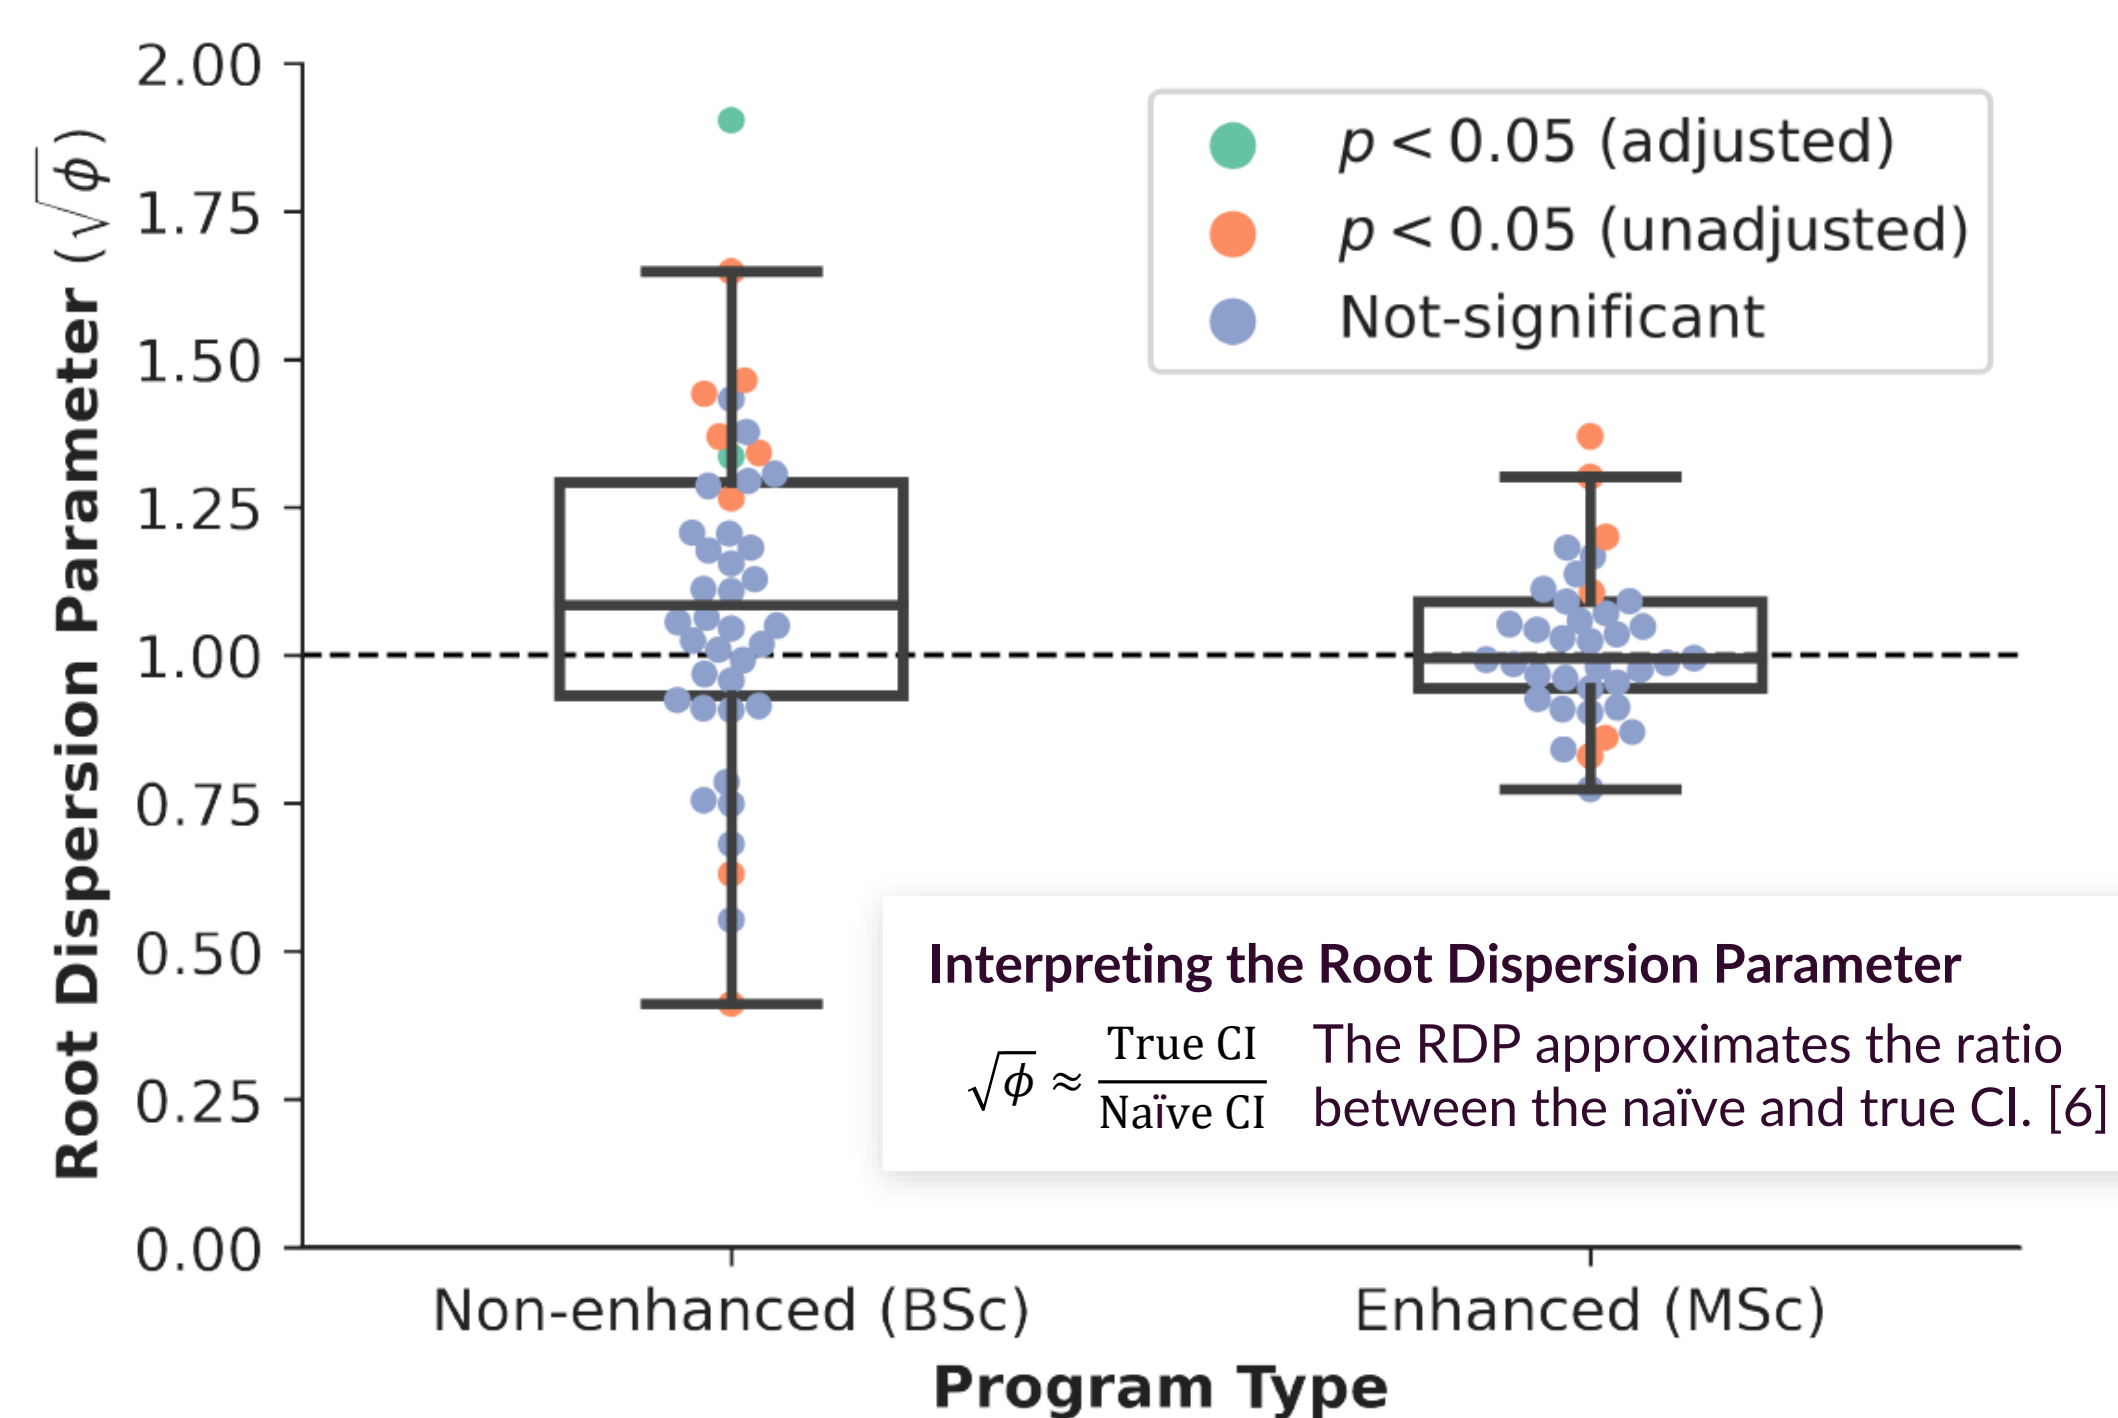 Root Dispersion Parameter (√ϕ)
2.00
1.75
1.50
1.25
1.00
0.75
0.50
0.25
0.00
p < 0.05 (adjusted)
p < 0.05 (unadjusted)
Not-significant
Interpreting the Root Dispersion Parameter
√ϕ ≈ True CI / Naïve CI
The RDP approximates the ratio
between the naïve and true CI. [6]
Non-enhanced (BSc)
Enhanced (MSc)
Program Type